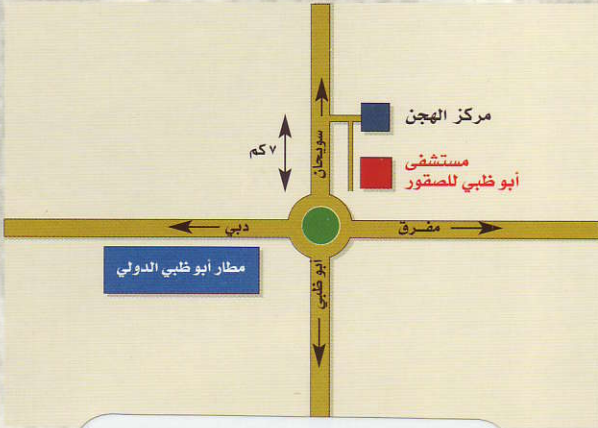 مركز الهجن
مستشفى
أبو ظبي للصقور
سويحان
٧ كم
دبي
مفرق
مطار أبو ظبي الدولي
أبو ظبي